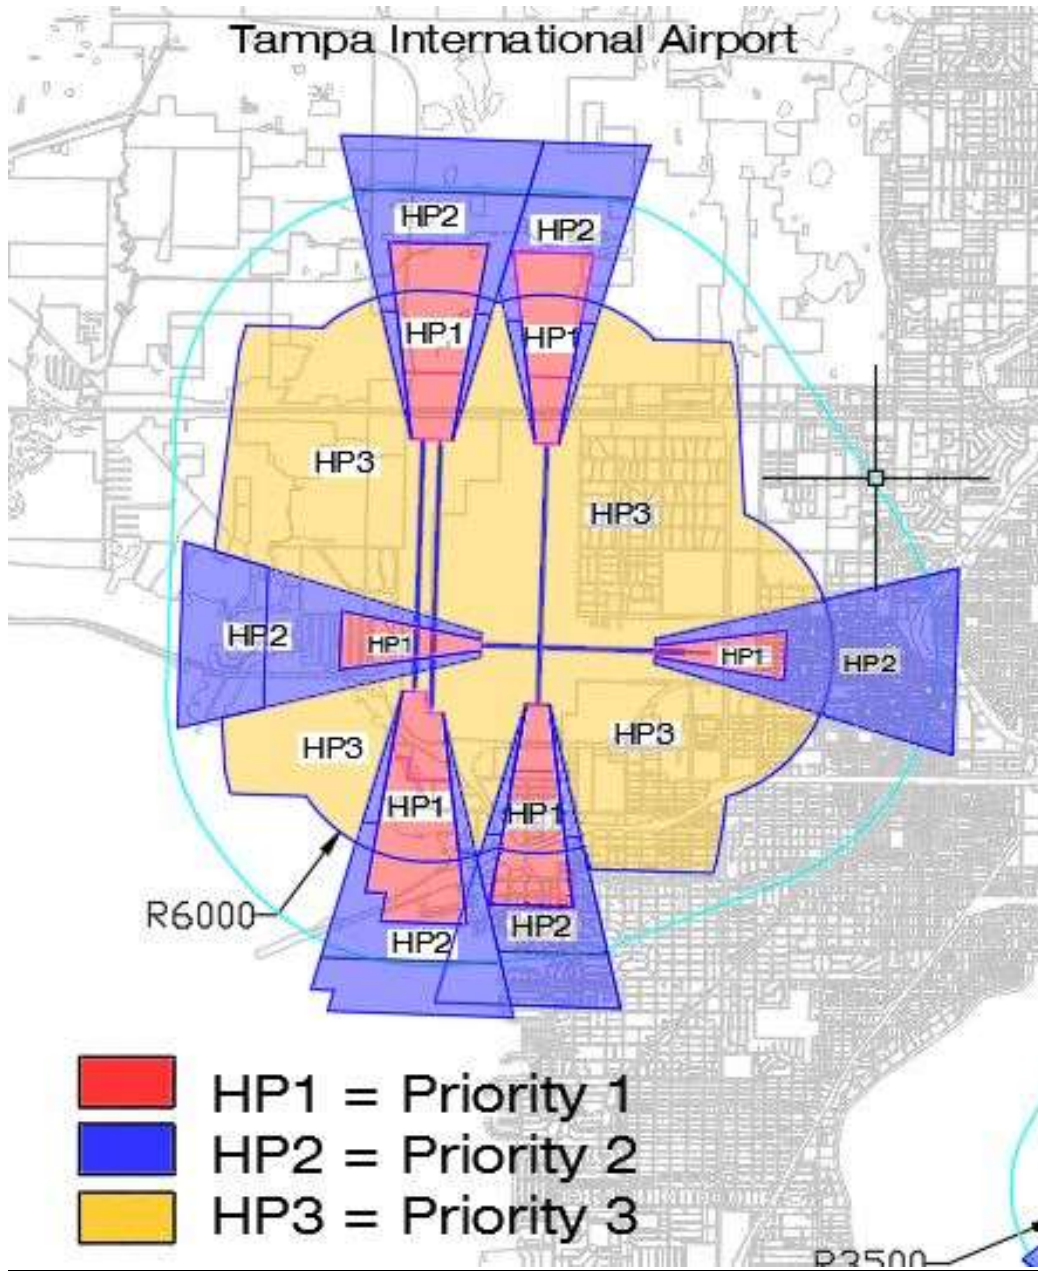 Tampa International Airport
HP2
HP2
HP1
HP1
HP3
HP3
HP2
HP1
HP1
HP2
HP3
HP3
HP1
HP1
R6000
HP2
HP2
HP1 = Priority 1
HP2 = Priority 2
HP3 = Priority 3
R3500